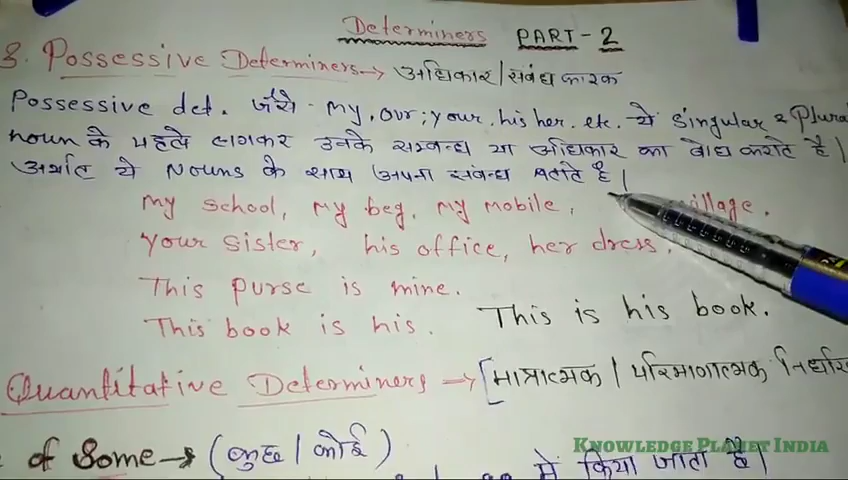 Determiners PART-2
3. Possessive Determiners→ अधिकार/संबंध कारक
Possessive det. जैसे - my, our, your, his her. etc. ये Singular & Plural
noun के पहले लगकर उनके सम्बन्ध या अधिकार का बोध कराते है।
अर्थात ये Nouns के साथ अपना संबंध बताते है।
my school, my beg, my mobile, village.
your sister, his office, her dress.
This purse is mine.
This book is his. This is his book.
Quantitative Determiners → [मात्रात्मक / परिमाणात्मक
of Some → (कुछ / कोई)
में किया जाता है।
KNOWLEDGE PLANET INDIA